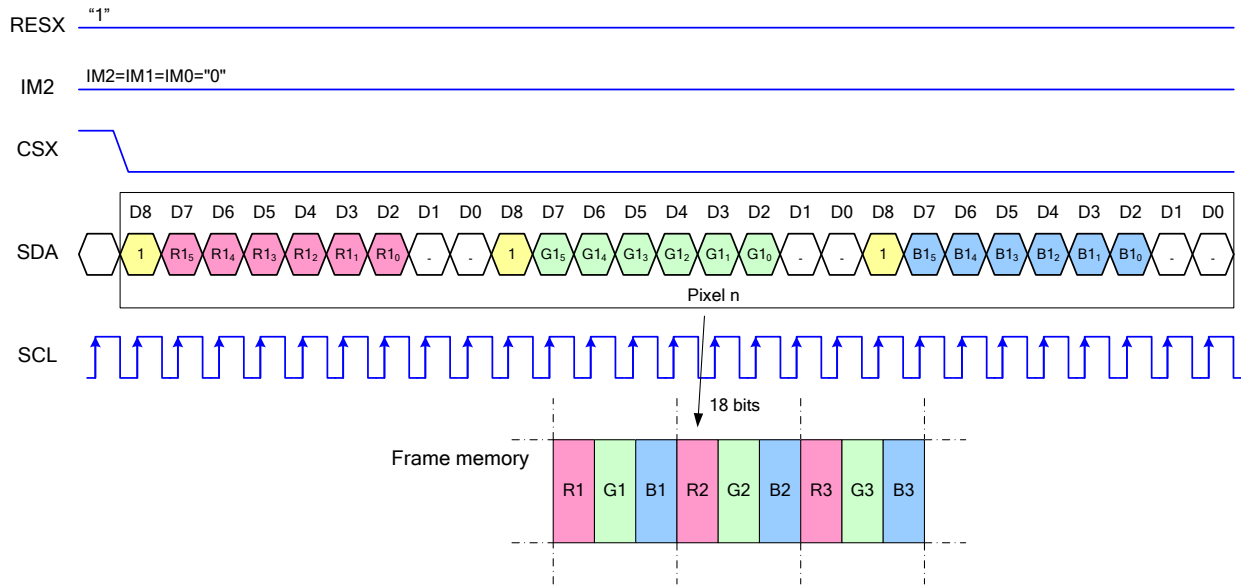 RESX "1"
IM2 IM2=IM1=IM0="0"
CSX
D8 D7 D6 D5 D4 D3 D2 D1 D0 D8 D7 D6 D5 D4 D3 D2 D1 D0 D8 D7 D6 D5 D4 D3 D2 D1 D0
SDA 1 R1₅ R1₄ R1₃ R1₂ R1₁ R1₀ - - 1 G1₅ G1₄ G1₃ G1₂ G1₁ G1₀ - - 1 B1₅ B1₄ B1₃ B1₂ B1₁ B1₀ - -
Pixel n
SCL
18 bits
Frame memory
R1 G1 B1 R2 G2 B2 R3 G3 B3